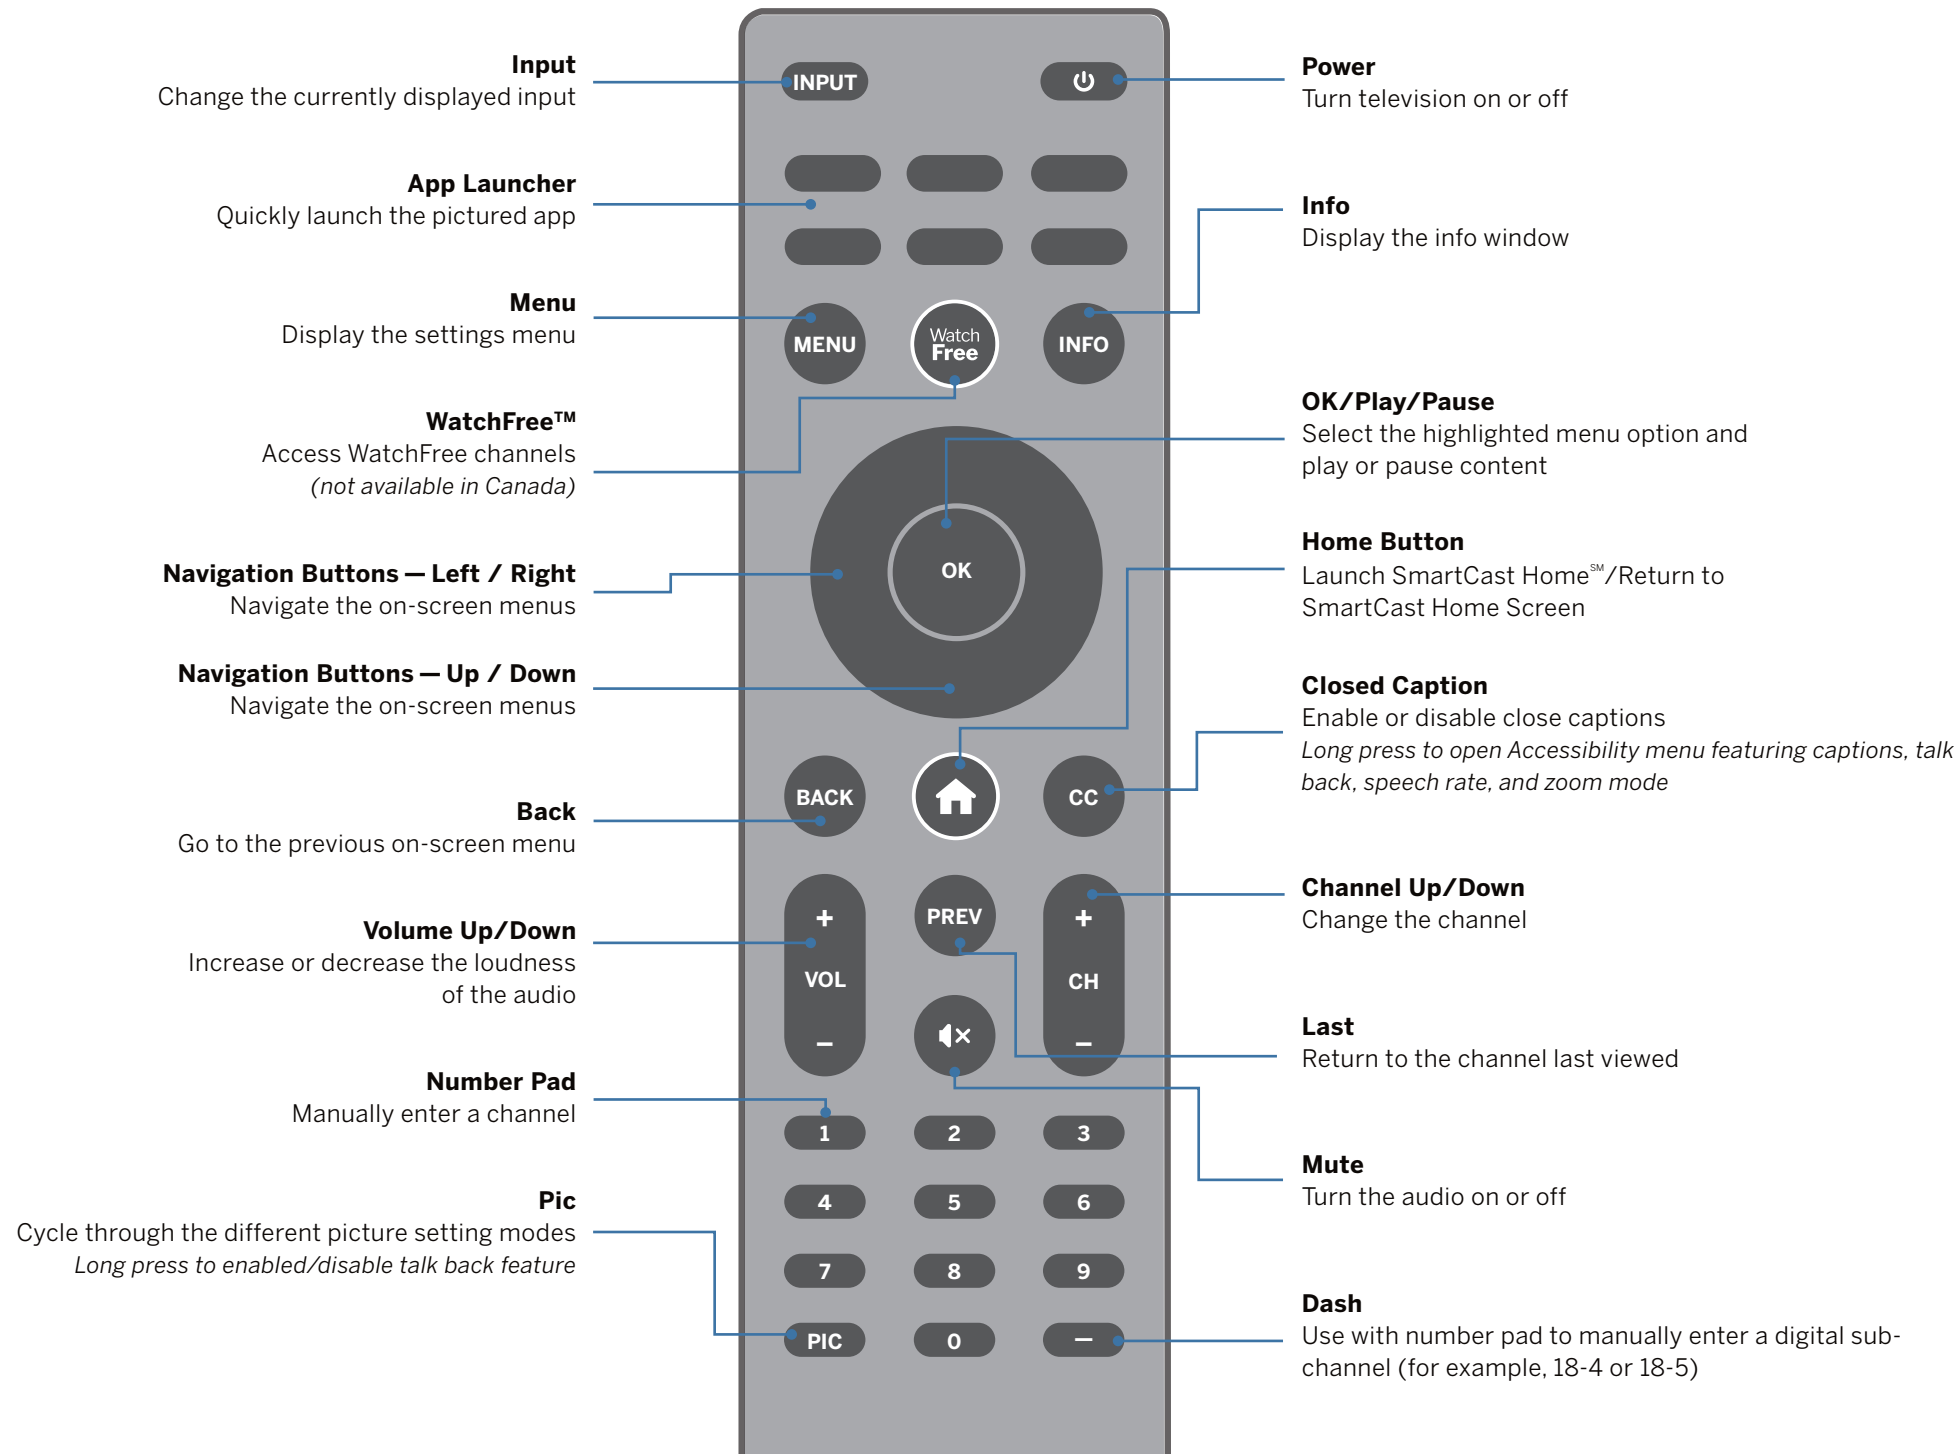 Input
Change the currently displayed input
App Launcher
Quickly launch the pictured app
Menu
Display the settings menu
WatchFree™
Access WatchFree channels
(not available in Canada)
Navigation Buttons — Left / Right
Navigate the on-screen menus
Navigation Buttons — Up / Down
Navigate the on-screen menus
Back
Go to the previous on-screen menu
Volume Up/Down
Increase or decrease the loudness
of the audio
Number Pad
Manually enter a channel
Pic
Cycle through the different picture setting modes
Long press to enabled/disable talk back feature
INPUT
MENU
Watch
Free
INFO
OK
BACK
CC
+
PREV
+
VOL
CH
–
–
1
2
3
4
5
6
7
8
9
PIC
0
–
Power
Turn television on or off
Info
Display the info window
OK/Play/Pause
Select the highlighted menu option and
play or pause content
Home Button
Launch SmartCast Home℠/Return to
SmartCast Home Screen
Closed Caption
Enable or disable close captions
Long press to open Accessibility menu featuring captions, talk
back, speech rate, and zoom mode
Channel Up/Down
Change the channel
Last
Return to the channel last viewed
Mute
Turn the audio on or off
Dash
Use with number pad to manually enter a digital sub-
channel (for example, 18-4 or 18-5)